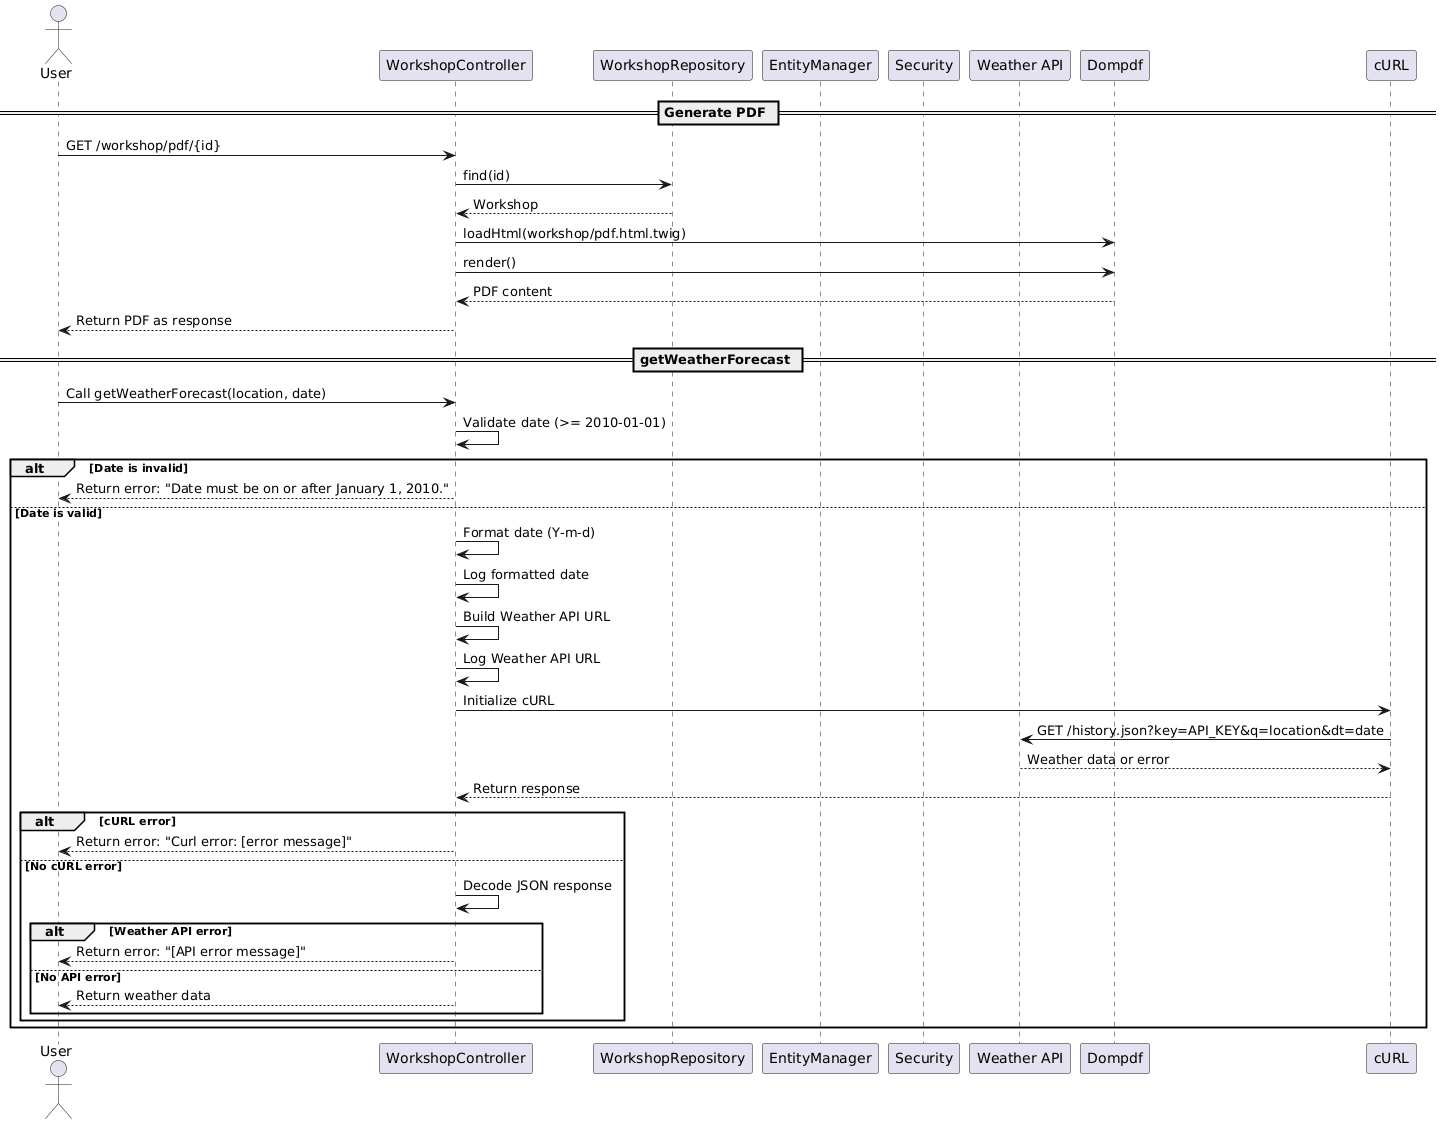 User
WorkshopController
WorkshopRepository
EntityManager
Security
Weather API
Dompdf
cURL
Generate PDF
GET /workshop/pdf/{id}
find(id)
Workshop
loadHtml(workshop/pdf.html.twig)
render()
PDF content
Return PDF as response
getWeatherForecast
Call getWeatherForecast(location, date)
Validate date (>= 2010-01-01)
alt [Date is invalid]
Return error: "Date must be on or after January 1, 2010."
[Date is valid]
Format date (Y-m-d)
Log formatted date
Build Weather API URL
Log Weather API URL
Initialize cURL
GET /history.json?key=API_KEY&q=location&dt=date
Weather data or error
Return response
alt [cURL error]
Return error: "Curl error: [error message]"
[No cURL error]
Decode JSON response
alt [Weather API error]
Return error: "[API error message]"
[No API error]
Return weather data
User
WorkshopController
WorkshopRepository
EntityManager
Security
Weather API
Dompdf
cURL